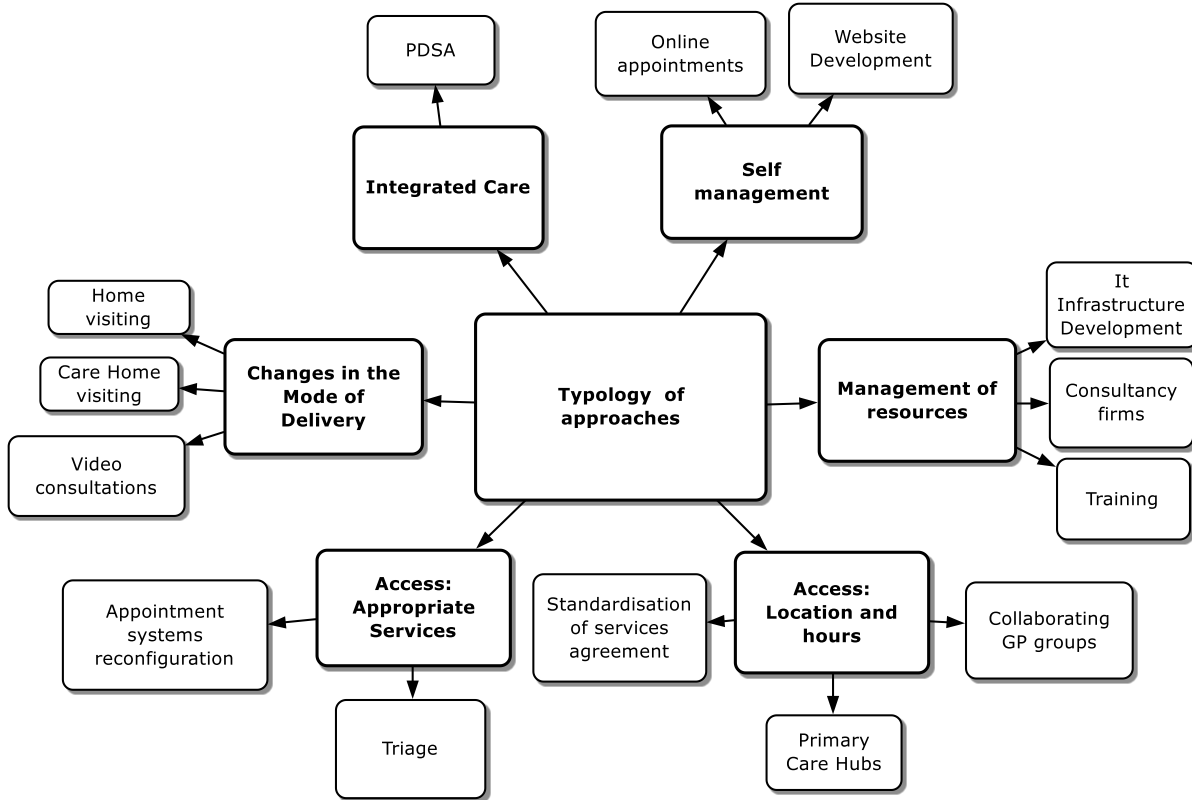 PDSA
Online
appointments
Website
Development
Integrated Care
Self
management
Home
visiting
Care Home
visiting
Video
consultations
Changes in the
Mode of
Delivery
Typology  of
approaches
Management of
resources
It
Infrastructure
Development
Consultancy
firms
Training
Access:
Appropriate
Services
Appointment
systems
reconfiguration
Triage
Standardisation
of services
agreement
Access:
Location and
hours
Collaborating
GP groups
Primary
Care Hubs